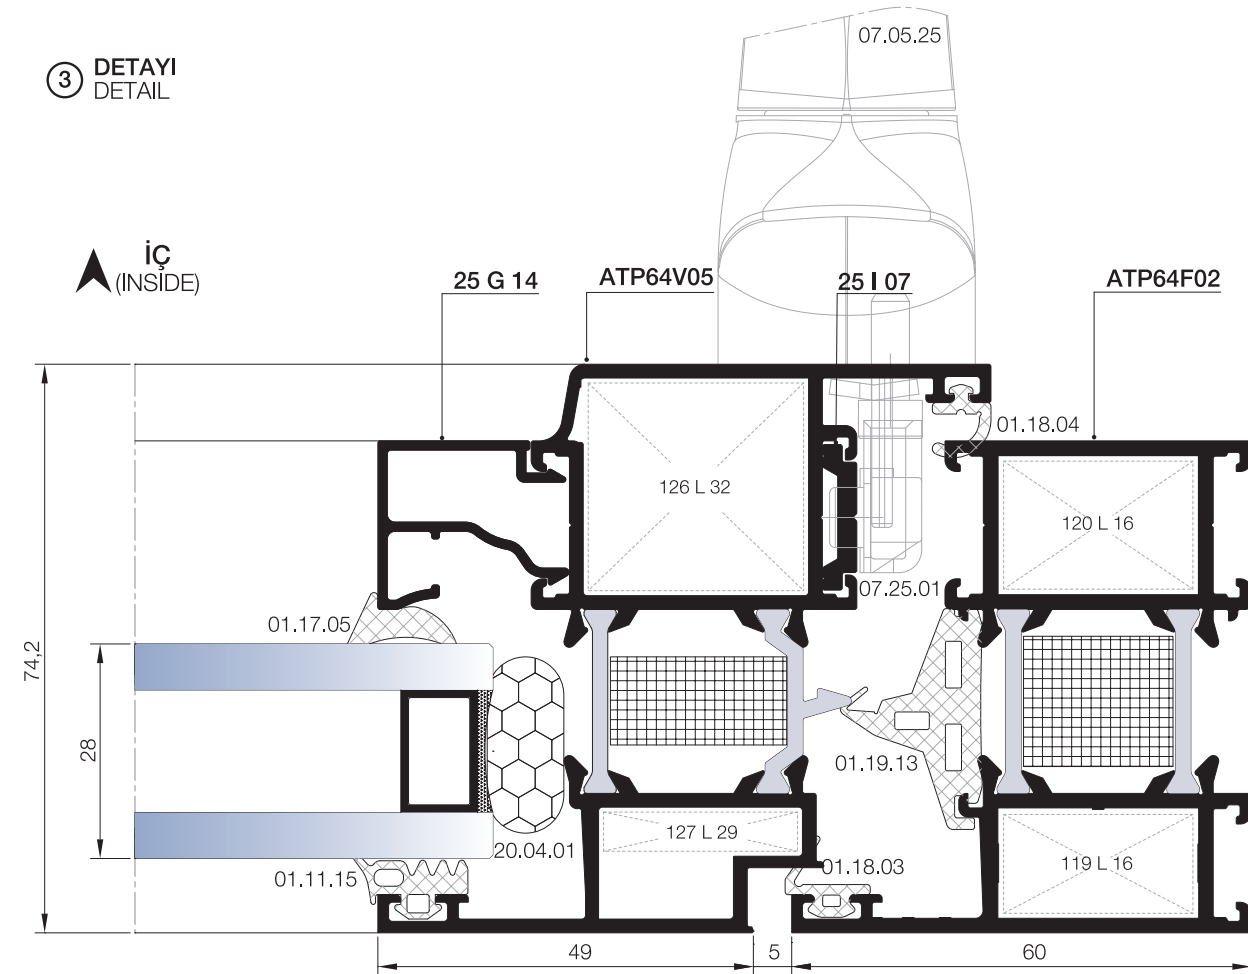 07.05.25
3 DETAYI
DETAIL
İÇ
(INSİDE)
25 G 14
ATP64V05
25 I 07
ATP64F02
01.18.04
126 L 32
120 L 16
07.25.01
01.17.05
74,2
28
01.19.13
20.04.01
127 L 29
01.18.03
119 L 16
01.11.15
49
5
60